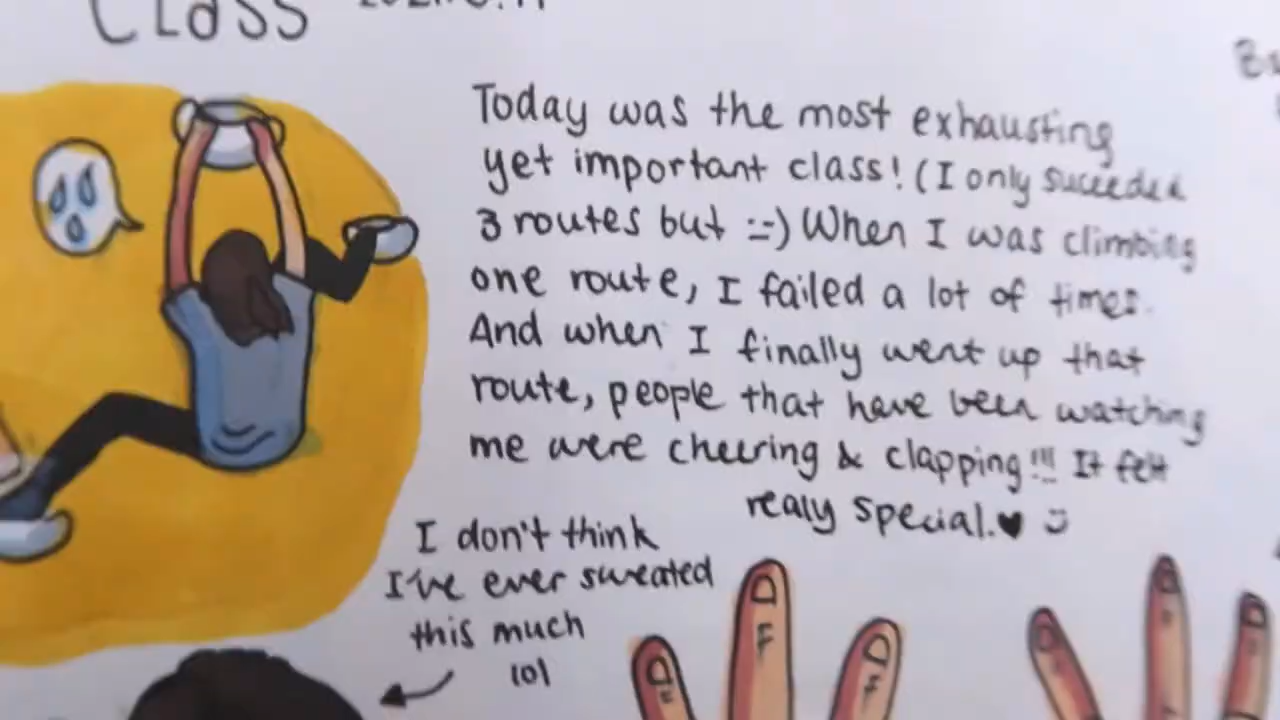 Class
Today was the most exhausting
yet important class! (I only suceeded
3 routes but =-) When I was climbing
one route, I failed a lot of times.
And when I finally went up that
route, people that have been watching
me were cheering & clapping!!! It felt
realy special.♥ :)
I don't think
I've ever sweated
this much
lol